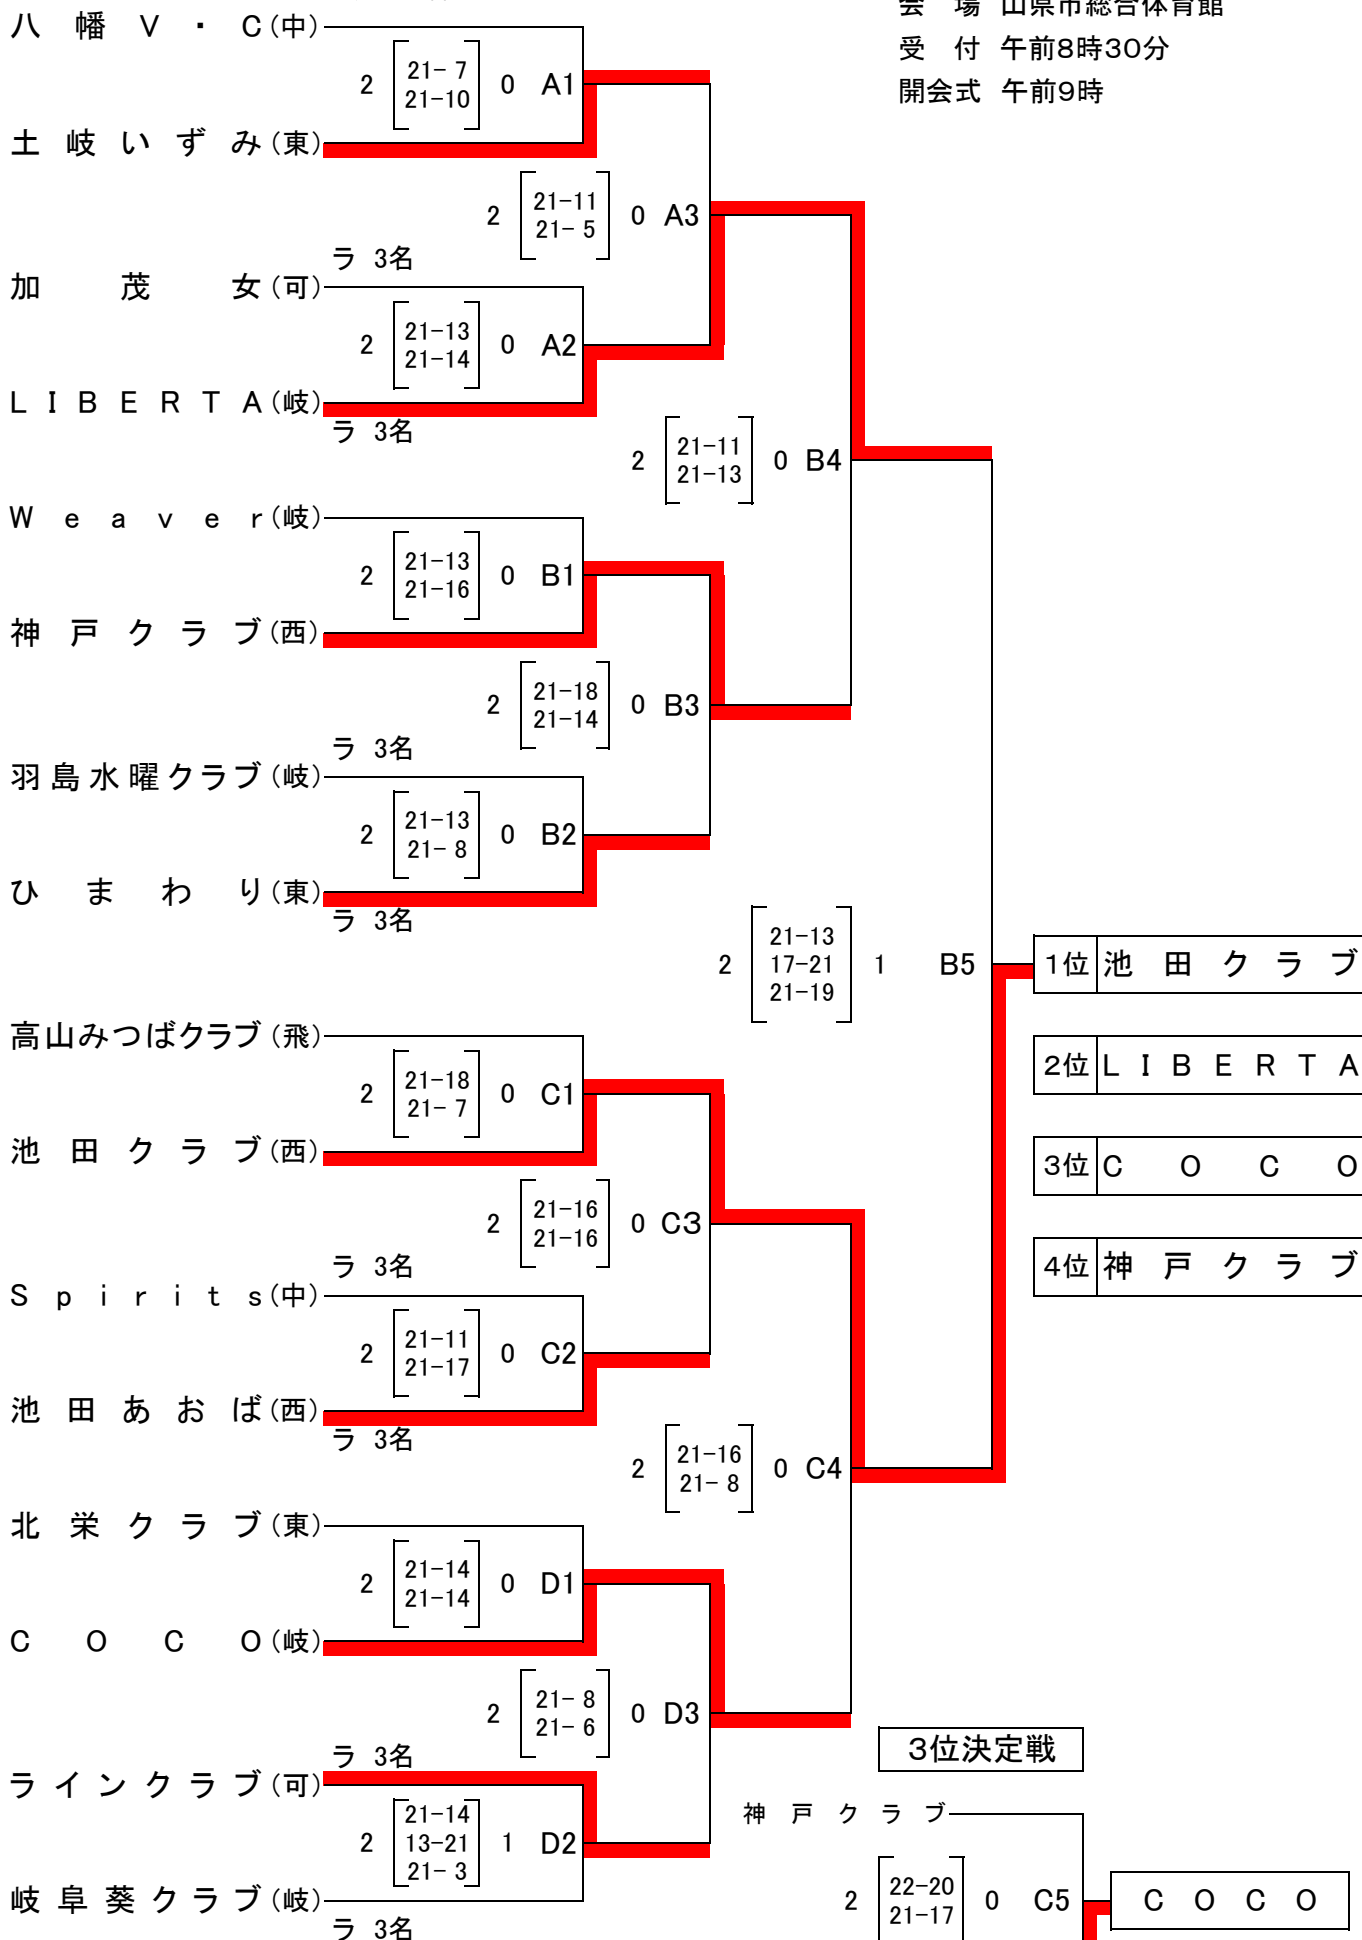 会　場　山県市総合体育館
受　付　午前8時30分
開会式　午前9時
八幡V・C(中)
2 21-7 0 A1
21-10
土岐いずみ(東)
2 21-11 0 A3
21-5
ラ 3名
加茂女(可)
2 21-13 0 A2
21-14
LIBERTA(岐)
ラ 3名
2 21-11 0 B4
21-13
Weaver(岐)
2 21-13 0 B1
21-16
神戸クラブ(西)
2 21-18 0 B3
21-14
ラ 3名
羽島水曜クラブ(岐)
2 21-13 0 B2
21-8
ひまわり(東)
ラ 3名
2 21-13 1 B5
17-21
21-19
1位 池田クラブ
2位 LIBERTA
3位 COCO
4位 神戸クラブ
高山みつばクラブ(飛)
2 21-18 0 C1
21-7
池田クラブ(西)
2 21-16 0 C3
21-16
ラ 3名
Spirits(中)
2 21-11 0 C2
21-17
池田あおば(西)
ラ 3名
2 21-16 0 C4
21-8
北栄クラブ(東)
2 21-14 0 D1
21-14
COCO(岐)
2 21-8 0 D3
21-6
ラ 3名
ラインクラブ(可)
2 21-14 1 D2
13-21
21-3
岐阜葵クラブ(岐)
ラ 3名
3位決定戦
神戸クラブ
2 22-20 0 C5
21-17
COCO